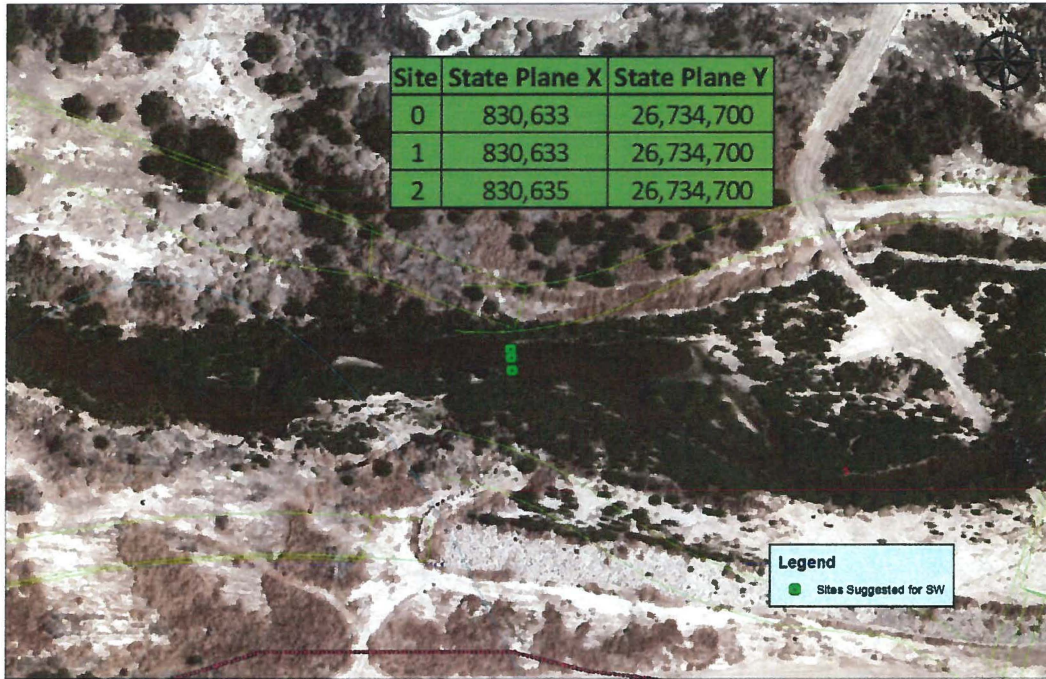 Site State Plane X State Plane Y
0 830,633 26,734,700
1 830,633 26,734,700
2 830,635 26,734,700
Legend
Sites Suggested for SW